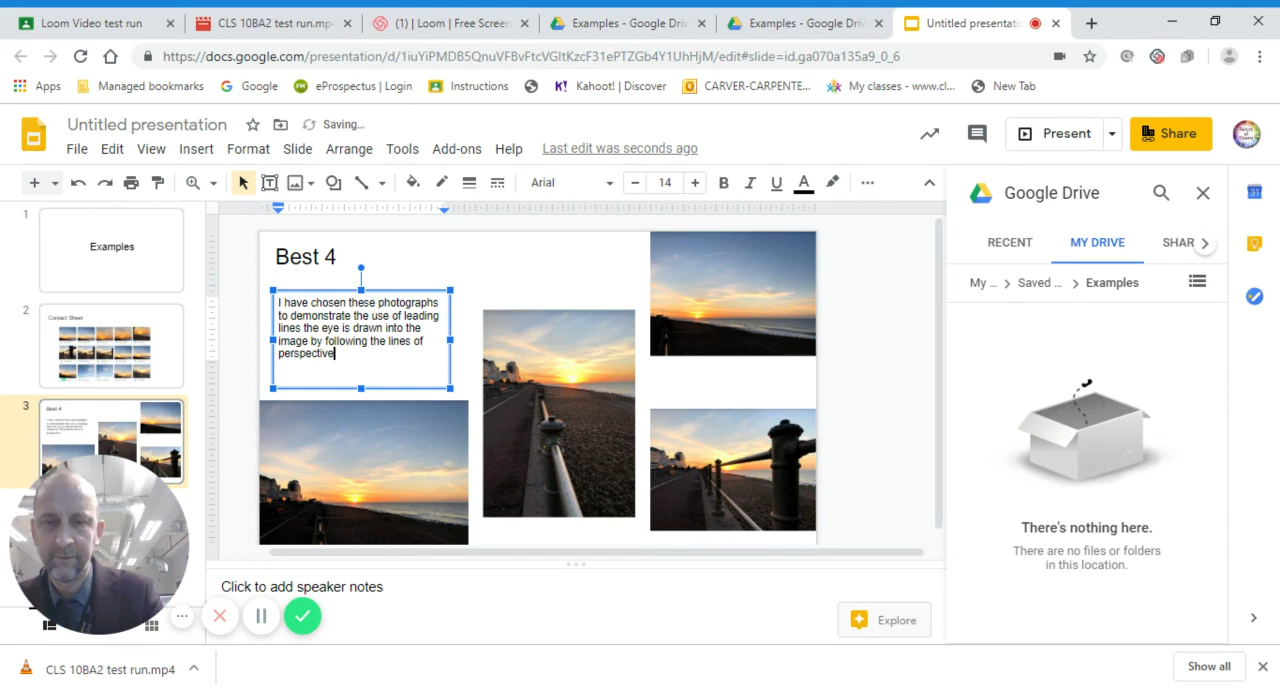 Loom Video test run
CLS 10BA2 test run.mp
(1) | Loom | Free Screen
Examples - Google Driv
Examples - Google Driv
Untitled presentatio
https://docs.google.com/presentation/d/1iuYiPMDB5QnuVFBvFtcVGItKzcF31ePTZGb4Y1UhHjM/edit#slide=id.ga070a135a9_0_6
Apps
Managed bookmarks
Google
eProspectus | Login
Instructions
K! Kahoot! | Discover
CARVER-CARPENTE...
My classes - www.cl...
New Tab
Untitled presentation
Saving...
File Edit View Insert Format Slide Arrange Tools Add-ons Help
Last edit was seconds ago
Present
Share
Arial
14
B I U A
1
Examples
2
Contact Sheet
3
Best 4
Best 4
I have chosen these photographs
to demonstrate the use of leading
lines the eye is drawn into the
image by following the lines of
perspective
Click to add speaker notes
Explore
Google Drive
RECENT
MY DRIVE
SHAR
My ... > Saved ... > Examples
There's nothing here.
There are no files or folders
in this location.
CLS 10BA2 test run.mp4
Show all